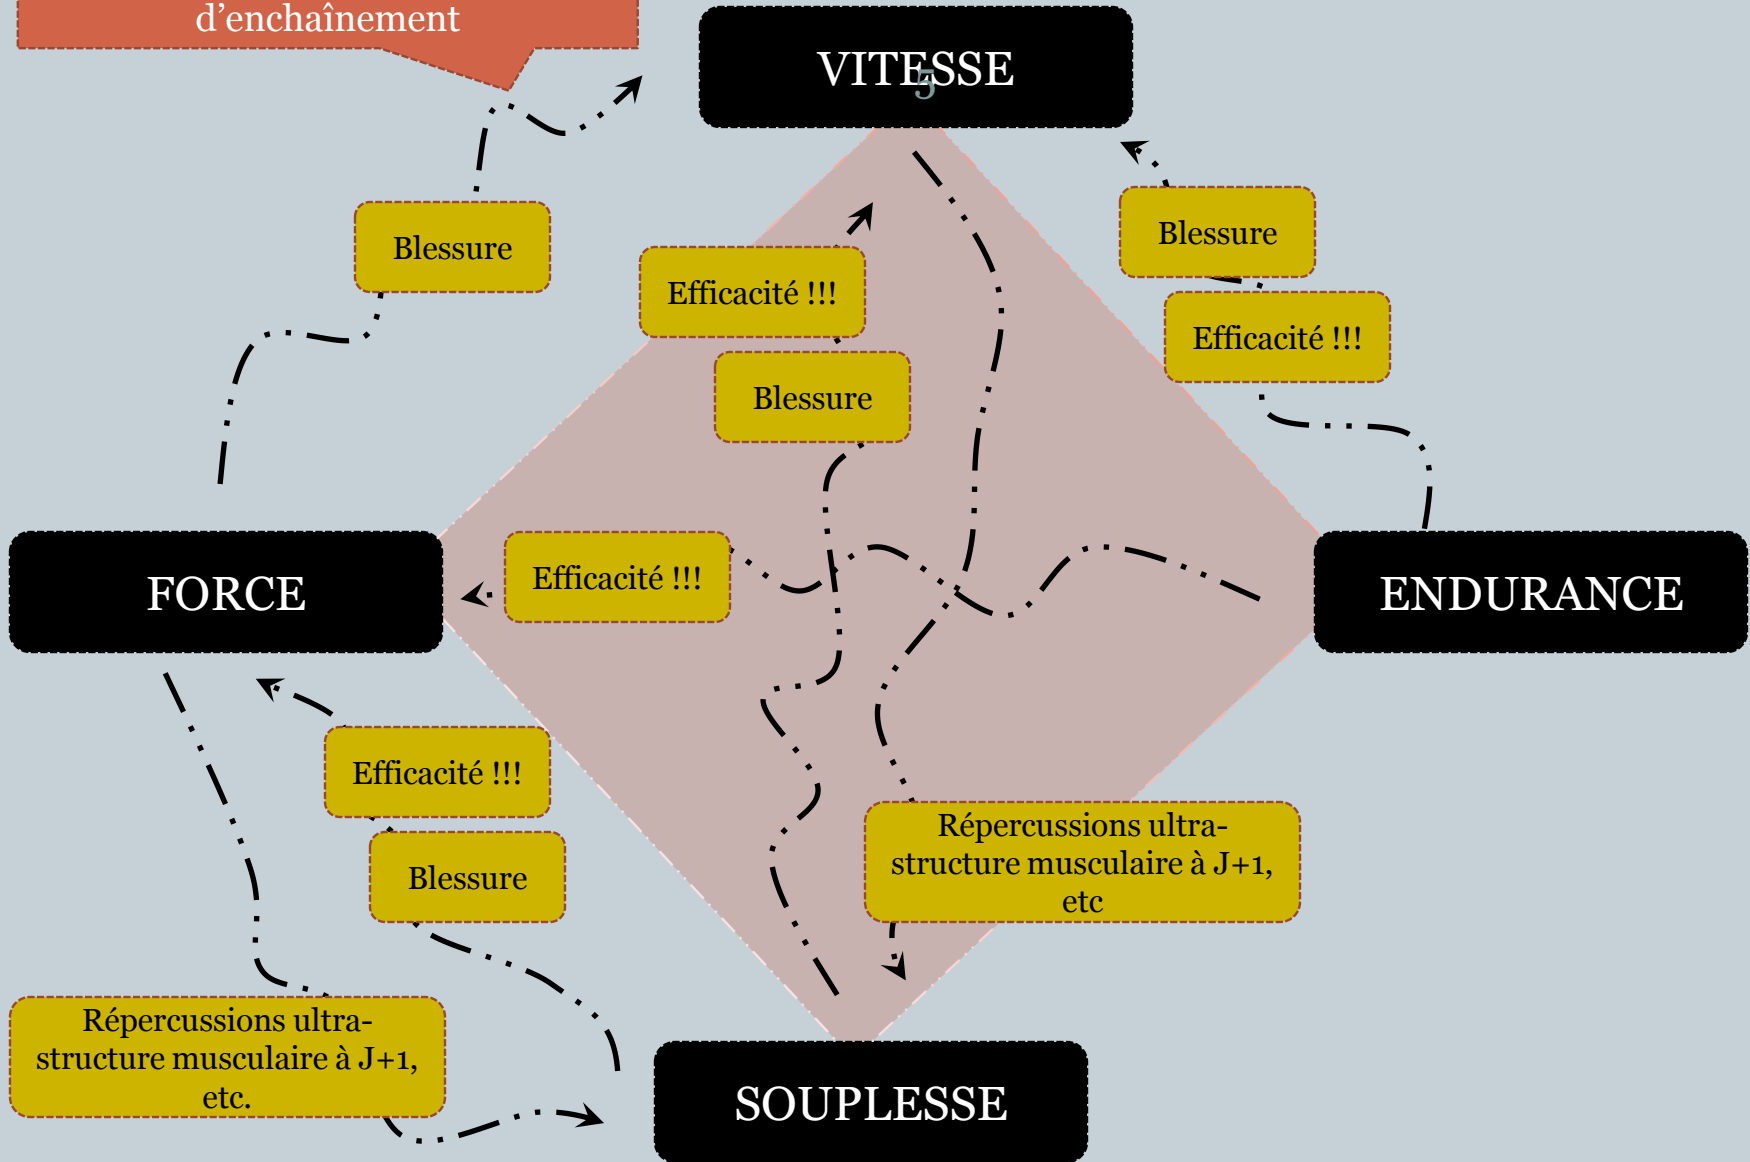 d’enchaînement
VITESSE
5
Blessure
Blessure
Efficacité !!!
Efficacité !!!
Blessure
FORCE
Efficacité !!!
ENDURANCE
Efficacité !!!
Blessure
Répercussions ultra-
structure musculaire à J+1,
etc
Répercussions ultra-
structure musculaire à J+1,
etc.
SOUPLESSE